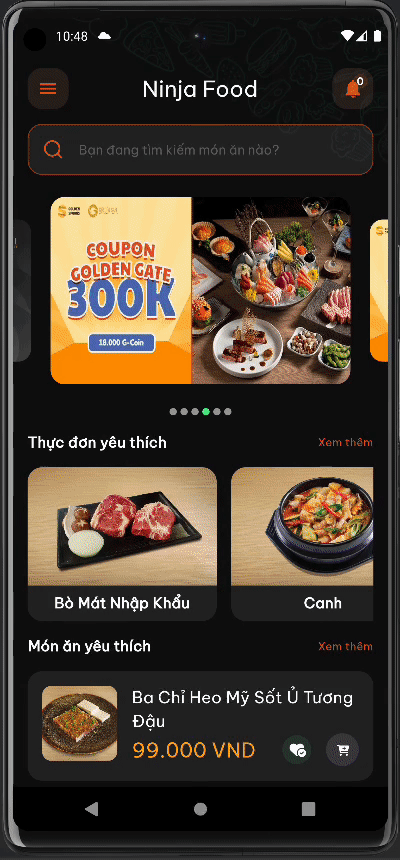 10:48
Ninja Food
0
Bạn đang tìm kiếm món ăn nào?
GOLDEN
COUPON
GOLDEN GATE
300K
18.000 G-Coin
Thực đơn yêu thích
Xem thêm
Bò Mát Nhập Khẩu
Canh
Món ăn yêu thích
Xem thêm
Ba Chỉ Heo Mỹ Sốt Ủ Tương
Đậu
99.000 VND